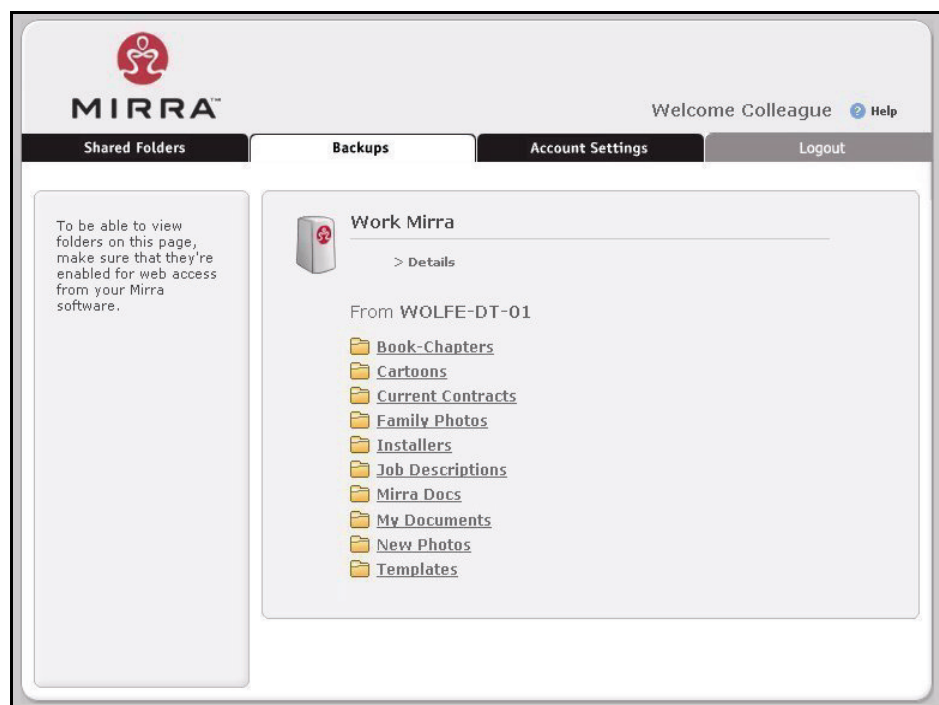 MIRRA™
Welcome Colleague ? Help
Shared Folders Backups Account Settings Logout
To be able to view
folders on this page,
make sure that they're
enabled for web access
from your Mirra
software.
Work Mirra
> Details
From WOLFE-DT-01
Book-Chapters
Cartoons
Current Contracts
Family Photos
Installers
Job Descriptions
Mirra Docs
My Documents
New Photos
Templates